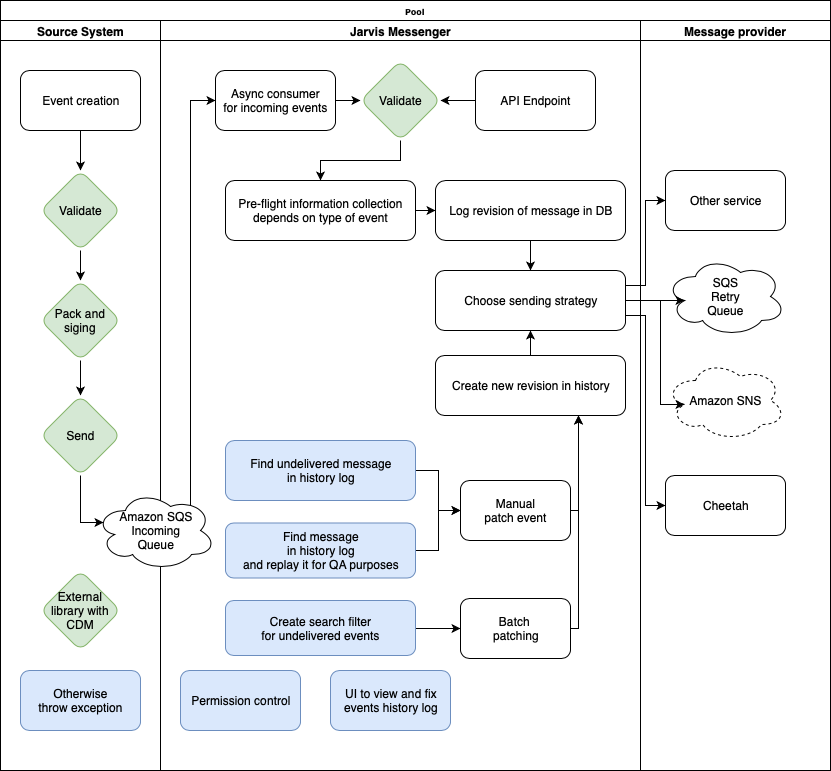 Pool
Source System
Jarvis Messenger
Message provider
Event creation
Validate
Pack and
siging
Send
Amazon SQS
Incoming
Queue
External
library with
CDM
Otherwise
throw exception
Async consumer
for incoming events
Validate
API Endpoint
Pre-flight information collection
depends on type of event
Log revision of message in DB
Choose sending strategy
Create new revision in history
Find undelivered message
in history log
Manual
patch event
Find message
in history log
and replay it for QA purposes
Create search filter
for undelivered events
Batch
patching
Permission control
UI to view and fix
events history log
Other service
SQS
Retry
Queue
Amazon SNS
Cheetah